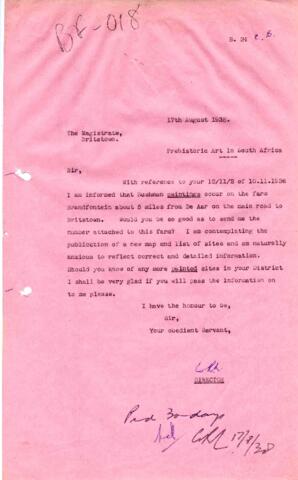 BF-018
B. 24
17th August 1938.
The Magistrate,
Britstown.
Prehistoric Art in South Africa
Sir,
With reference to your 15/11/2 of 10.11.1936
I am informed that Bushman paintings occur on the farm
Brandfontein about 8 miles from De Aar on the main road to
Britstown. Would you be so good as to send me the
number attached to this farm? I am contemplating the
publication of a new map and list of sites and am naturally
anxious to reflect correct and detailed information.
Should you know of any more painted sites in your District
I shall be very glad if you will pass the information on
to me please.
I have the honour to be,
Sir,
Your obedient Servant,
DIRECTOR
30 days
17/8/38